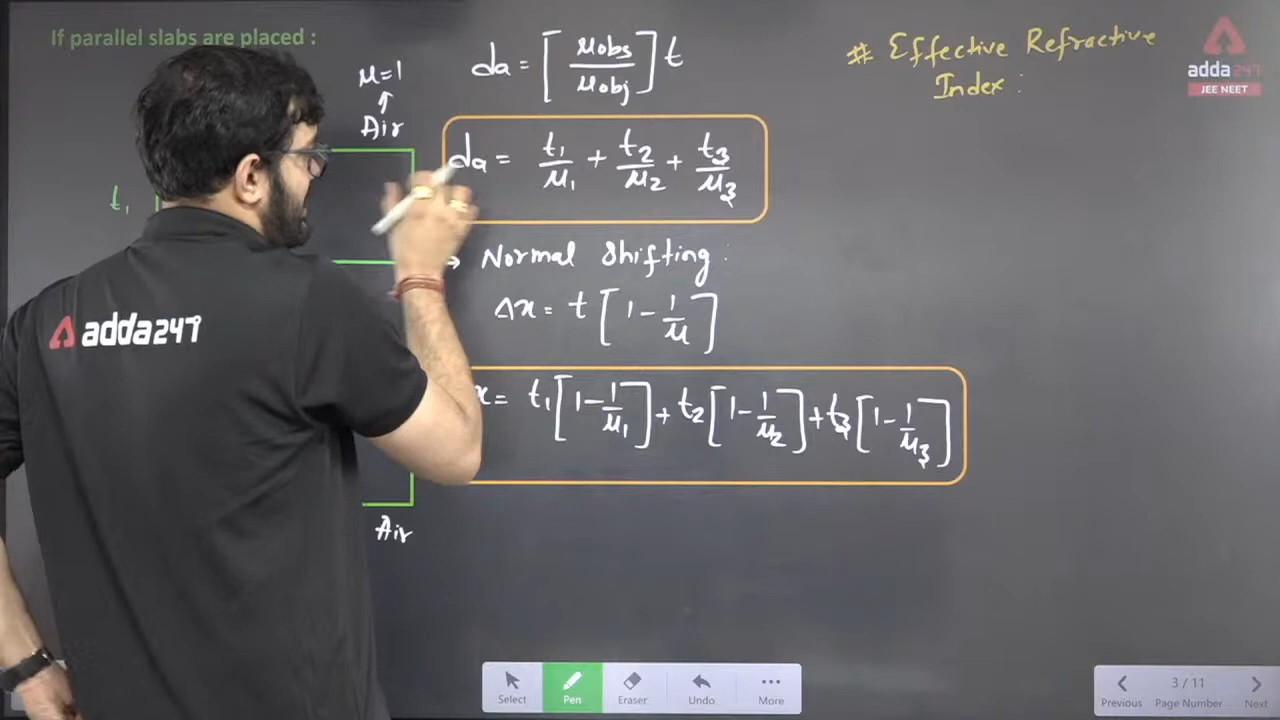 If parallel slabs are placed :
μ=1
↑
Air
t₁
da = [μobs/μobj] t
da = t₁/μ₁ + t₂/μ₂ + t₃/μ₃
→ Normal Shifting :
Δx = t [1 - 1/μ]
x = t₁[1 - 1/μ₁] + t₂[1 - 1/μ₂] + t₃[1 - 1/μ₃]
Air
# Effective Refractive
Index :
adda247
JEE NEET
adda247
Select
Pen
Eraser
Undo
More
Previous
3 / 11
Page Number
Next